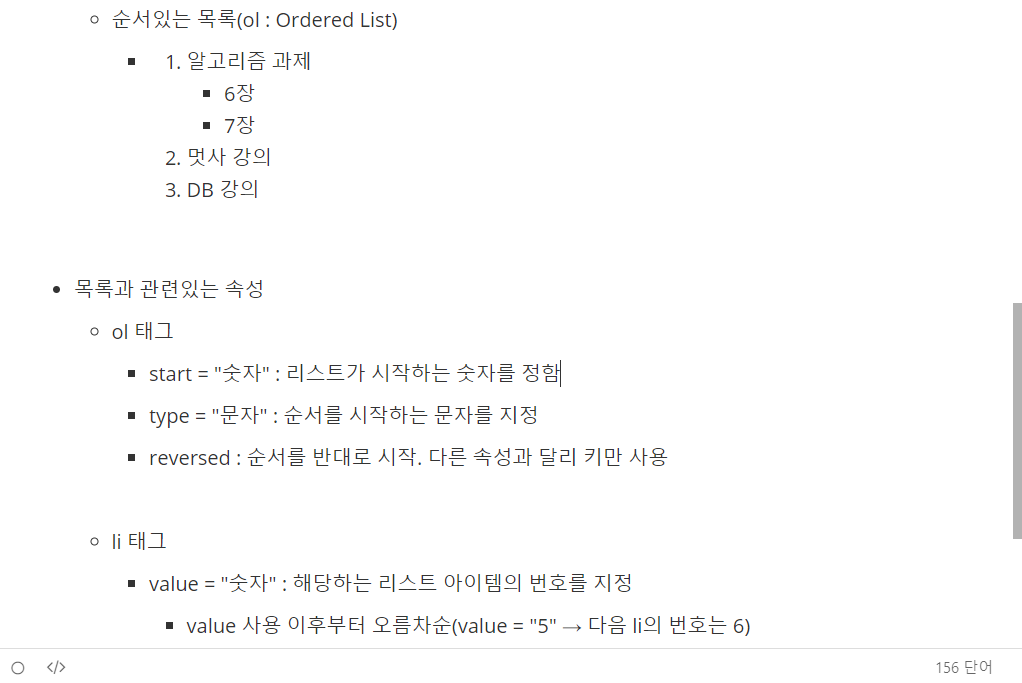 순서있는 목록(ol : Ordered List)
1. 알고리즘 과제
6장
7장
2. 멋사 강의
3. DB 강의
목록과 관련있는 속성
ol 태그
start = "숫자" : 리스트가 시작하는 숫자를 정함
type = "문자" : 순서를 시작하는 문자를 지정
reversed : 순서를 반대로 시작. 다른 속성과 달리 키만 사용
li 태그
value = "숫자" : 해당하는 리스트 아이템의 번호를 지정
value 사용 이후부터 오름차순(value = "5" → 다음 li의 번호는 6)
</> 156 단어